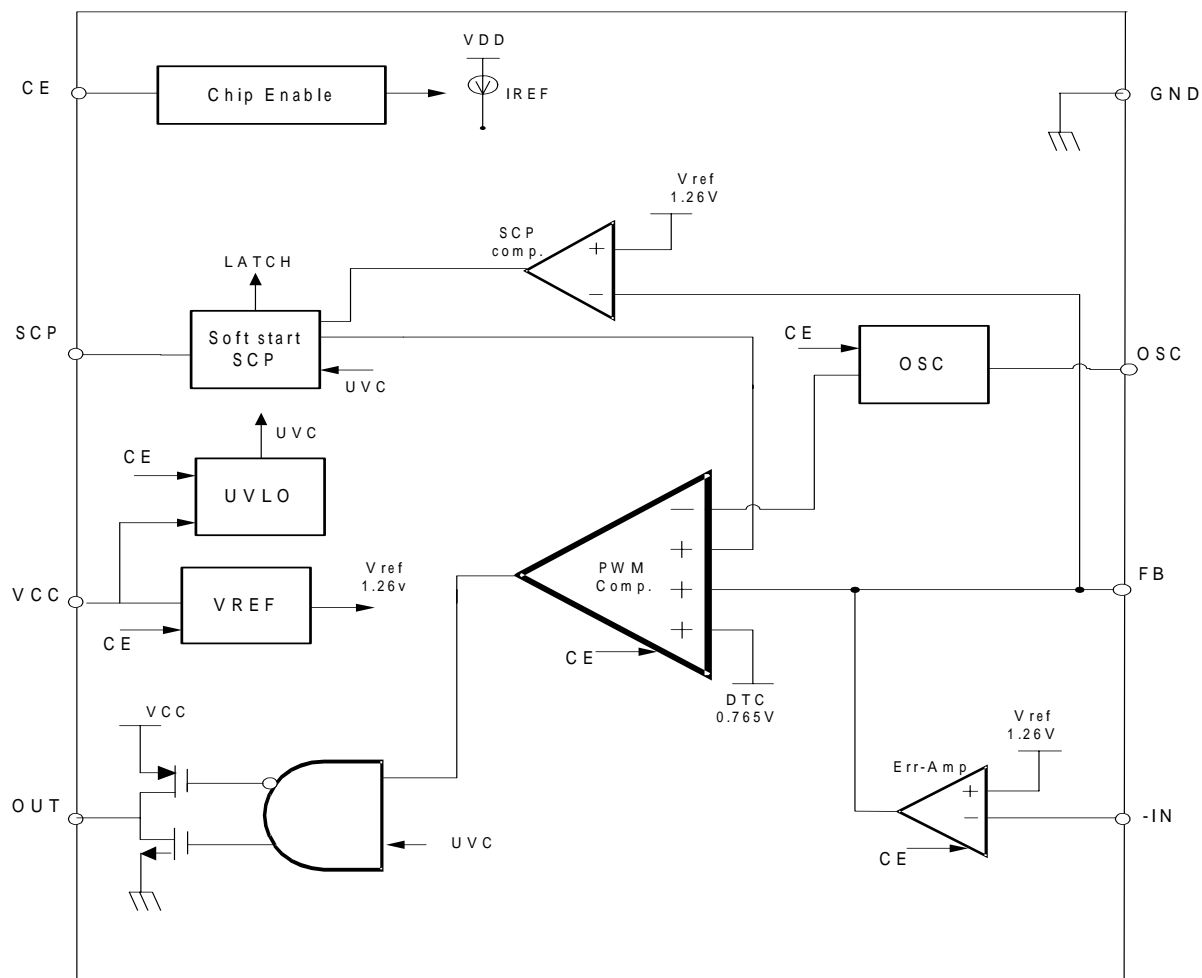 VDD
CE
Chip Enable
IREF
GND
Vref
1.26V
SCP
comp.
+
−
LATCH
SCP
Soft start
SCP
UVC
CE
OSC
OSC
UVC
CE
UVLO
−
+
+
+
PWM
Comp.
CE
FB
Vref
1.26v
VCC
VREF
CE
DTC
0.765V
VCC
Vref
1.26V
Err-Amp
+
−
OUT
-IN
UVC
CE